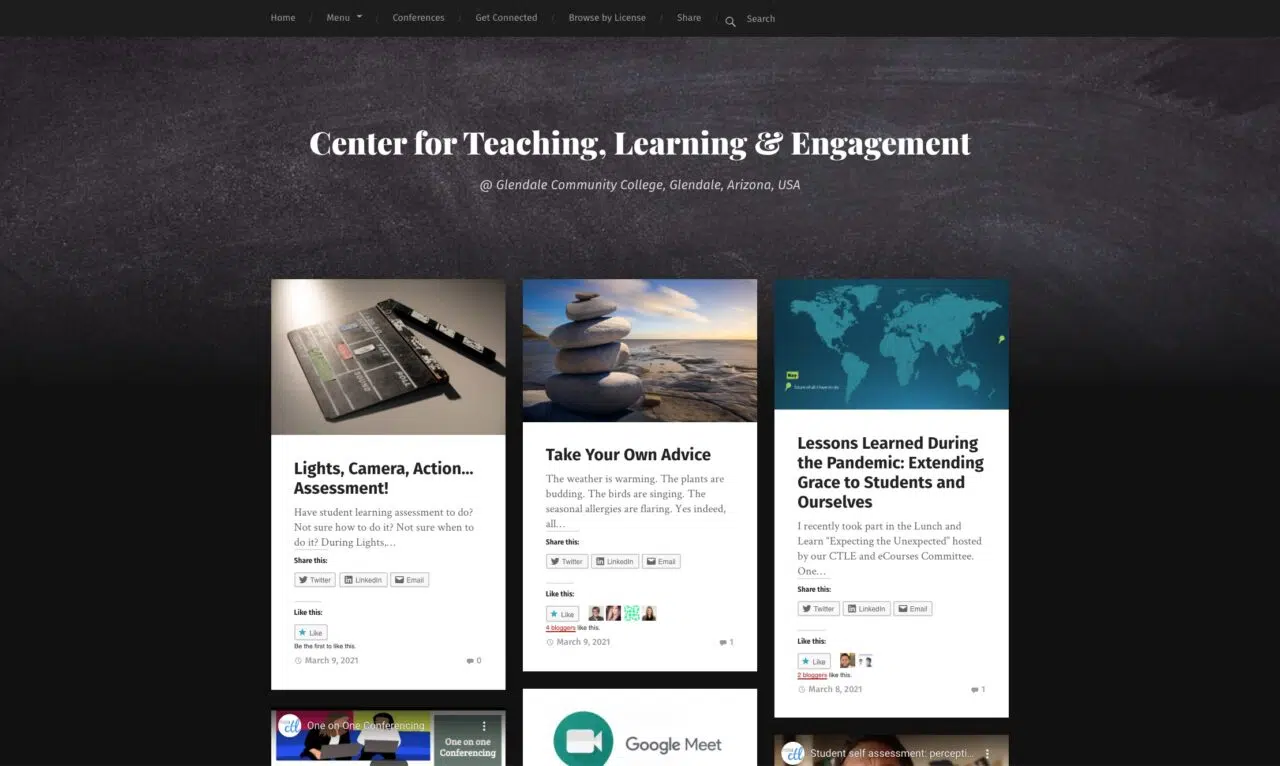 Home / Menu / Conferences / Get Connected / Browse by License / Share / Search
Center for Teaching, Learning & Engagement
@ Glendale Community College, Glendale, Arizona, USA
Lights, Camera, Action…
Assessment!
Have student learning assessment to do?
Not sure how to do it? Not sure when to
do it? During Lights,…
Share this:
Twitter LinkedIn Email
Like this:
Like
Be the first to like this.
March 9, 2021 0
One on One Conferencing
One on one
Conferencing
Take Your Own Advice
The weather is warming. The plants are
budding. The birds are singing. The
seasonal allergies are flaring. Yes indeed,
all…
Share this:
Twitter LinkedIn Email
Like this:
Like
4 bloggers like this.
March 9, 2021 1
Google Meet
May
Lessons Learned During
the Pandemic: Extending
Grace to Students and
Ourselves
I recently took part in the Lunch and
Learn “Expecting the Unexpected” hosted
by our CTLE and eCourses Committee.
One…
Share this:
Twitter LinkedIn Email
Like this:
Like
2 bloggers like this.
March 8, 2021 1
ctl Student self assessment: percepti…